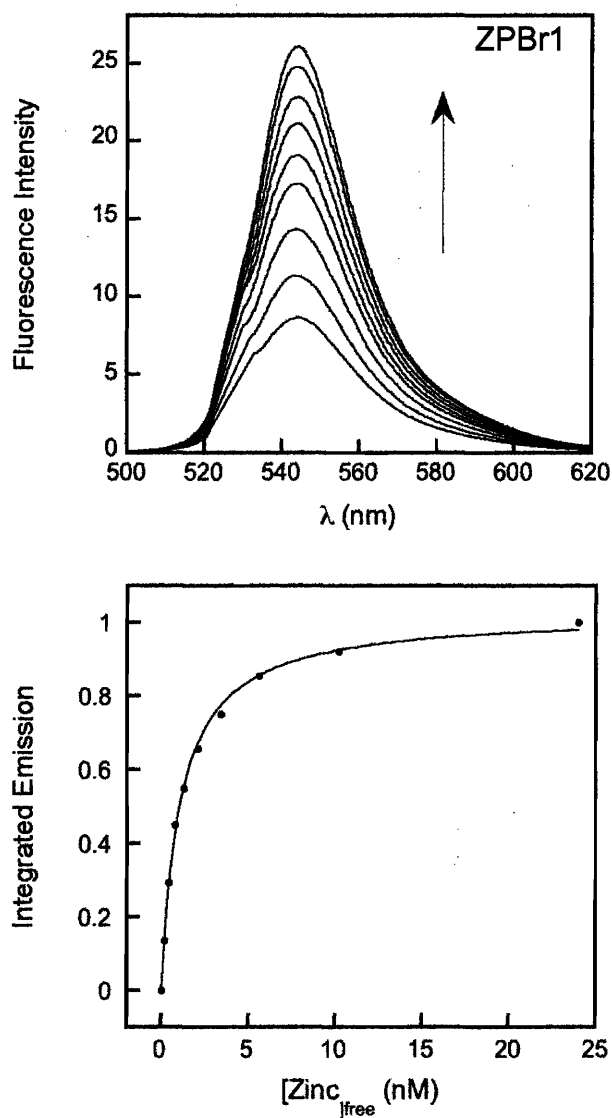 ZPBr1
25
20
15
10
5
0
Fluorescence Intensity
500 520 540 560 580 600 620
λ (nm)
1
0.8
0.6
0.4
0.2
0
Integrated Emission
0 5 10 15 20 25
[Zinc]free (nM)